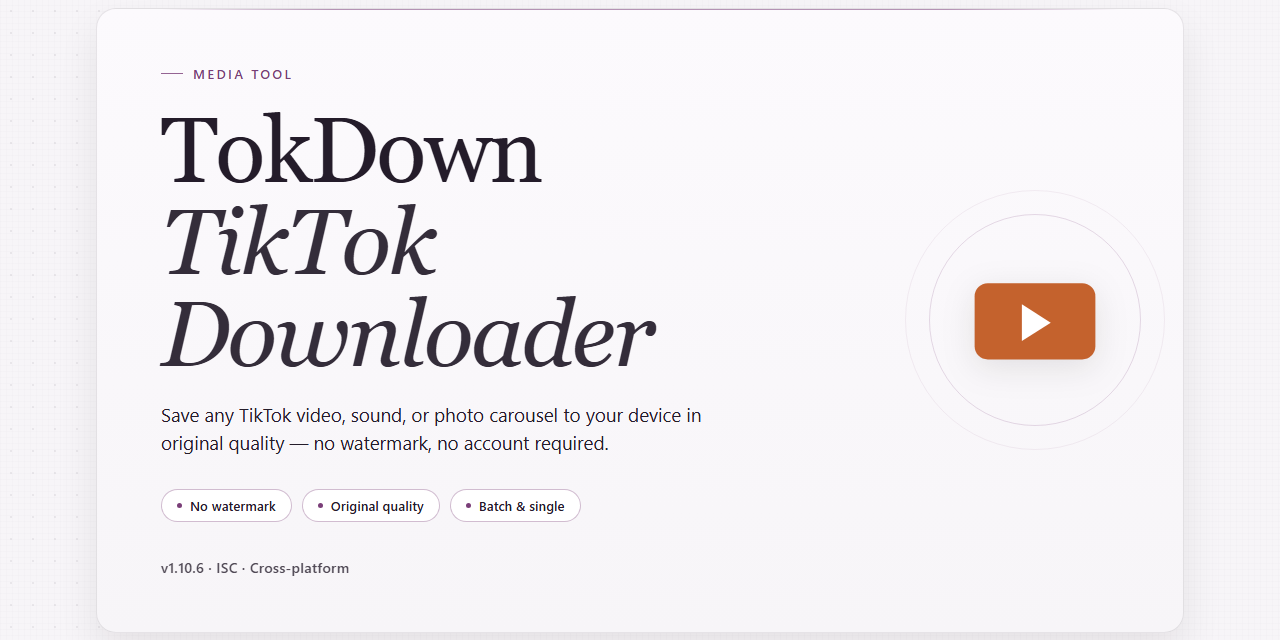 MEDIA TOOL
TokDown
TikTok
Downloader
Save any TikTok video, sound, or photo carousel to your device in
original quality — no watermark, no account required.
No watermark
Original quality
Batch & single
v1.10.6 · ISC · Cross-platform